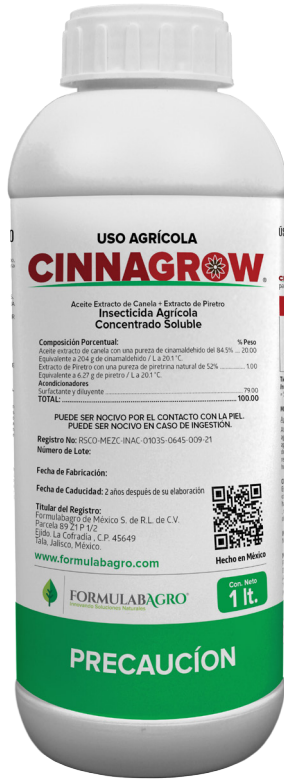 USO AGRÍCOLA
CINNAGROW®
Aceite Extracto de Canela + Extracto de Piretro
Insecticida Agrícola
Concentrado Soluble
Composición Porcentual: % Peso
Aceite extracto de canela con una pureza de cinamaldehido del 84.5% ... 20.00
Equivalente a 204 g de cinamaldehido / L a 20.1°C.
Extracto de Piretro con una pureza de piretrina natural de 52% ............. 1.00
Equivalente a 6.27 g de piretro / L a 20.1°C.
Acondicionadores
Surfactante y diluyente ............ 79.00
TOTAL: ............ 100.00
PUEDE SER NOCIVO POR EL CONTACTO CON LA PIEL.
PUEDE SER NOCIVO EN CASO DE INGESTIÓN.
Registro No: RSCO-MEZC-INAC-0103S-0645-009-21
Número de Lote:
Fecha de Fabricación:
Fecha de Caducidad: 2 años después de su elaboración
Titular del Registro:
Formulabagro de México S. de R.L. de C.V.
Parcela 89 Z1 P 1/2
Ejido. La Cofradía , C.P. 45649
Tala, Jalisco, México.
www.formulabagro.com
Hecho en México
FORMULABAGRO®
Innovando Soluciones Naturales
Con. Neto
1 lt.
PRECAUCÍON